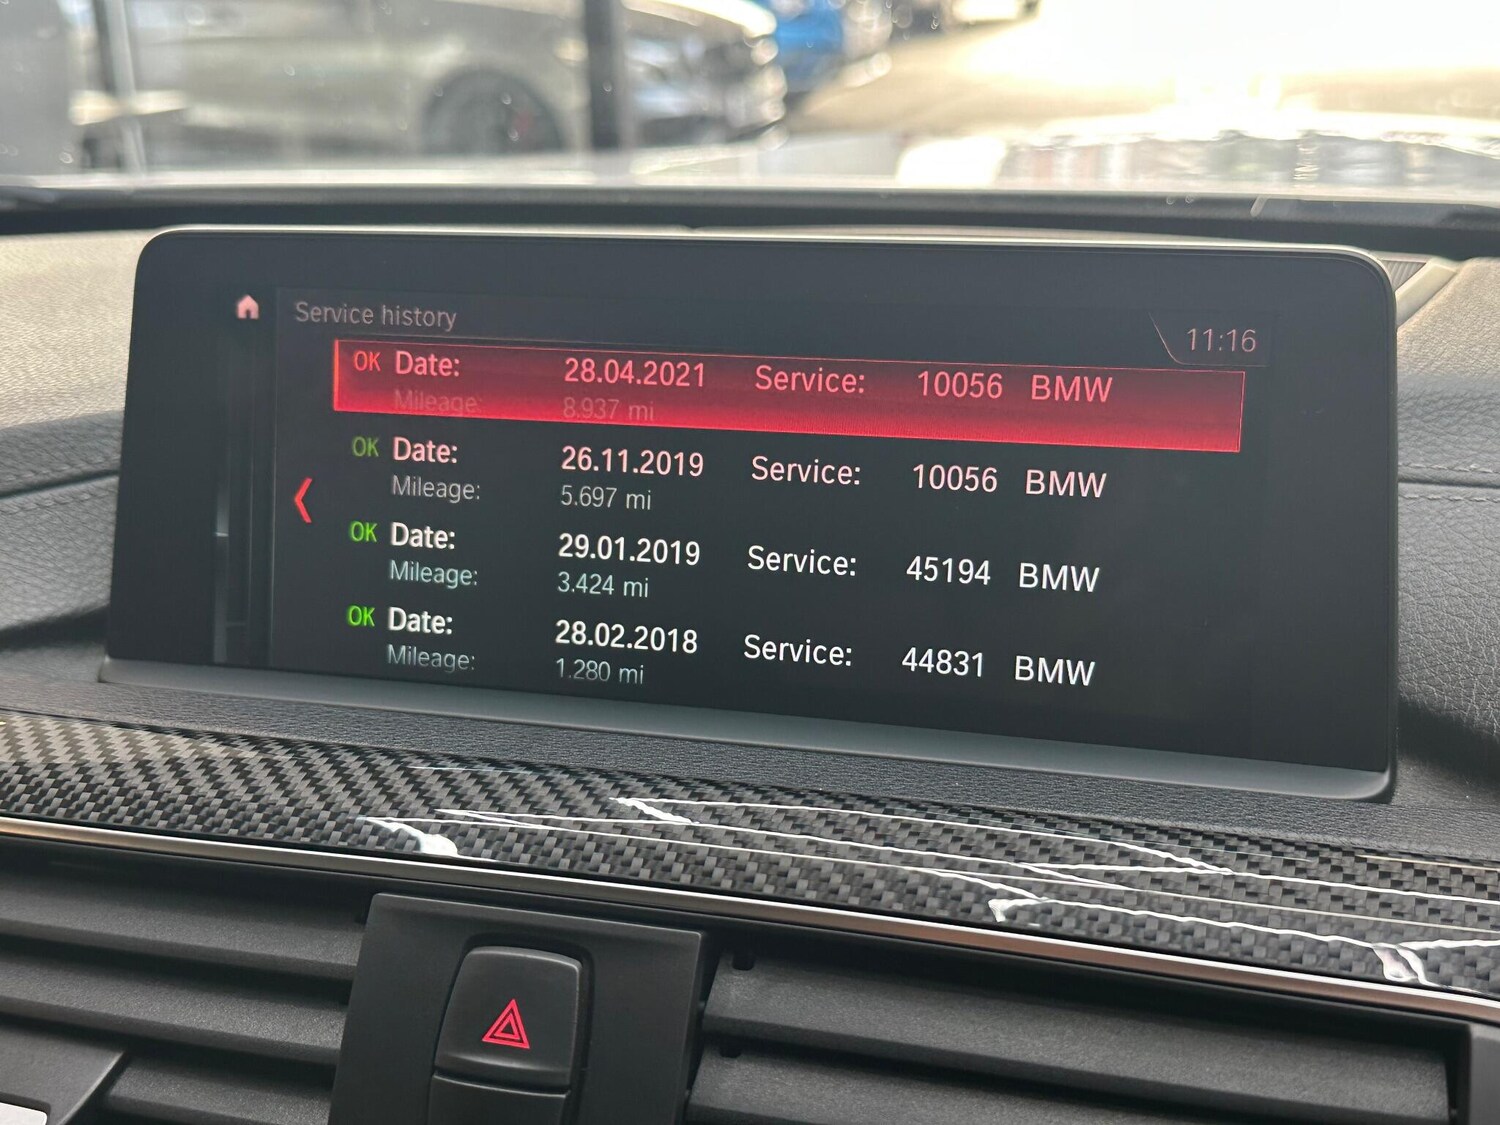 Service history
11:16
OK Date: 28.04.2021 Service: 10056 BMW
Mileage: 8.937 mi
OK Date: 26.11.2019 Service: 10056 BMW
Mileage: 5.697 mi
OK Date: 29.01.2019 Service: 45194 BMW
Mileage: 3.424 mi
OK Date: 28.02.2018 Service: 44831 BMW
Mileage: 1.280 mi